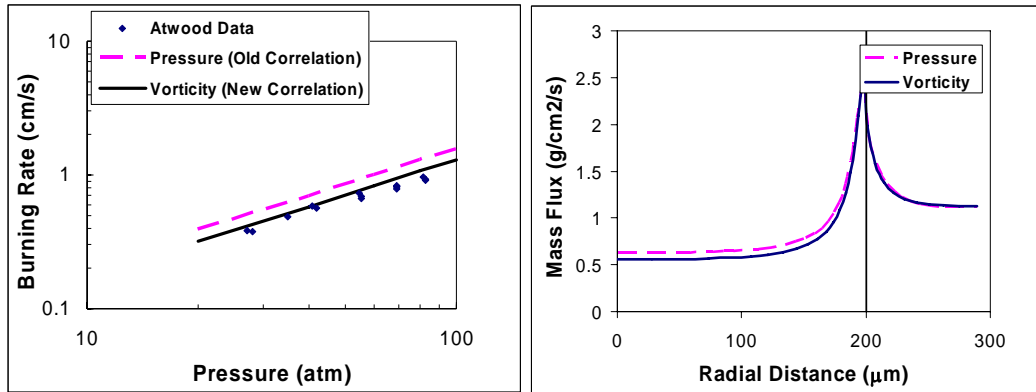 10
1
0.1
10
100
Burning Rate (cm/s)
Pressure (atm)
Atwood Data
Pressure (Old Correlation)
Vorticity (New Correlation)
3
2.5
2
1.5
1
0.5
0
0
100
200
300
Mass Flux (g/cm2/s)
Radial Distance (μm)
Pressure
Vorticity